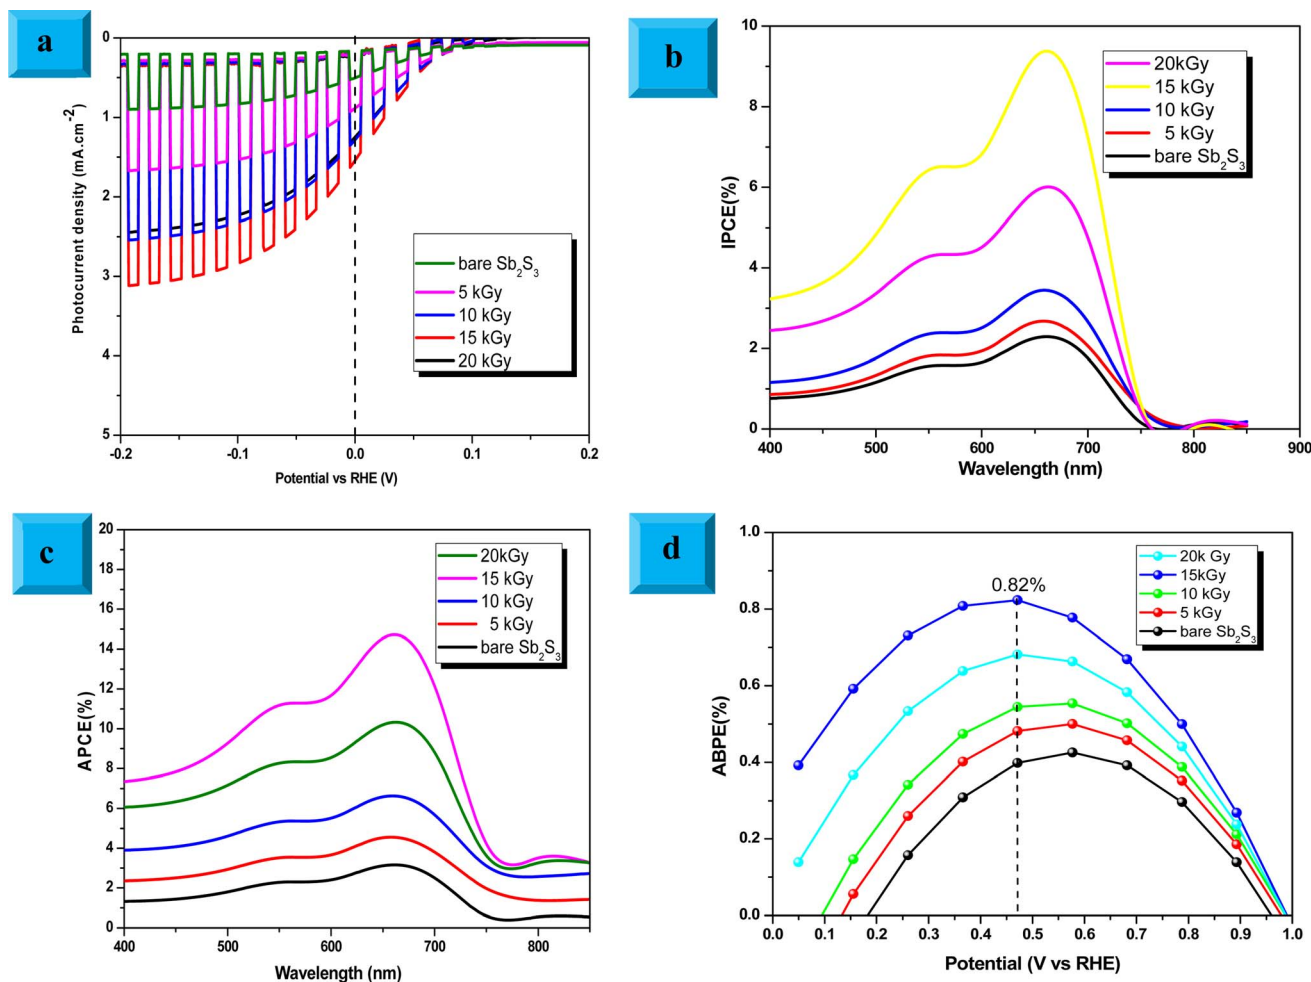 a
0
1
2
3
4
5
Photocurrent density (mA.cm⁻²)
-0.2
-0.1
0.0
0.1
0.2
Potential vs RHE (V)
bare Sb₂S₃
5 kGy
10 kGy
15 kGy
20 kGy
b
10
8
6
4
2
0
IPCE(%)
400
500
600
700
800
900
Wavelength (nm)
20kGy
15 kGy
10 kGy
5 kGy
bare Sb₂S₃
c
20
18
16
14
12
10
8
6
4
2
0
APCE(%)
400
500
600
700
800
Wavelength (nm)
20kGy
15 kGy
10 kGy
5 kGy
bare Sb₂S₃
d
1.0
0.8
0.6
0.4
0.2
0.0
ABPE(%)
0.0
0.1
0.2
0.3
0.4
0.5
0.6
0.7
0.8
0.9
1.0
Potential (V vs RHE)
0.82%
20k Gy
15kGy
10 kGy
5 kGy
bare Sb₂S₃